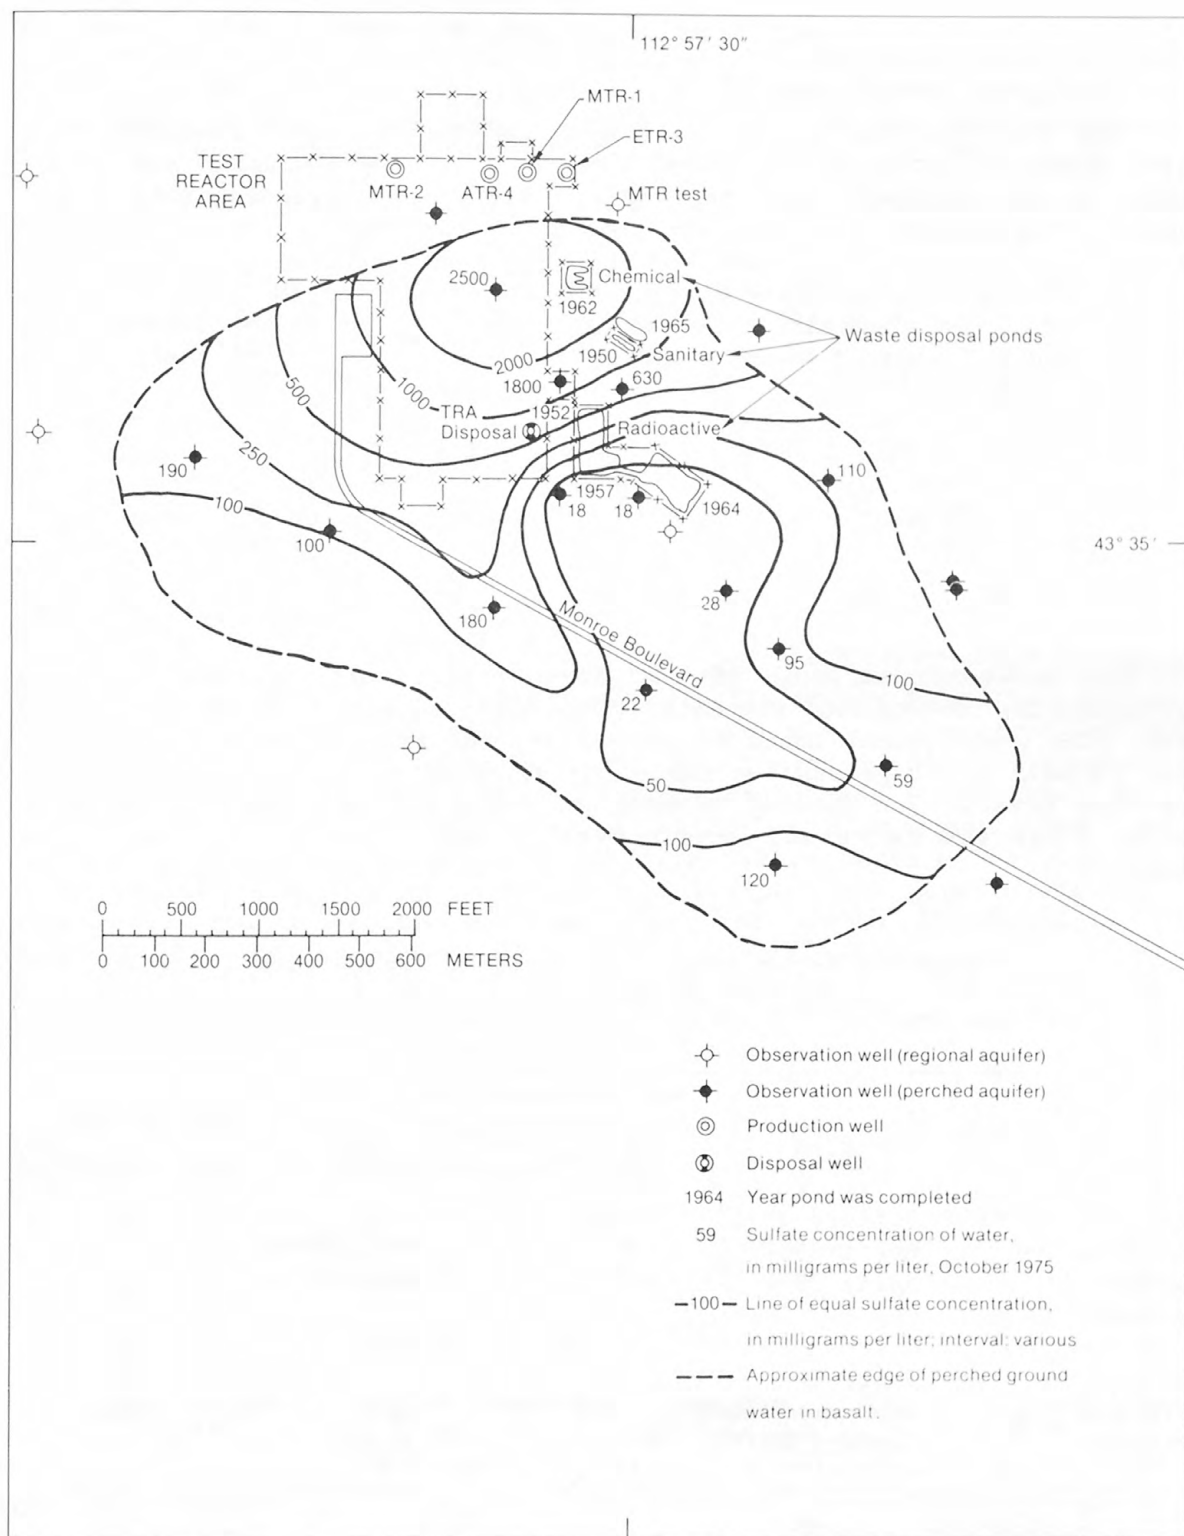 112° 57′ 30″
MTR-1
ETR-3
TEST
REACTOR
AREA
MTR-2
ATR-4
MTR test
2500
Chemical
1962
1965
1950
Sanitary
Waste disposal ponds
2000
1800
630
1000
500
TRA
Disposal
1952
Radioactive
250
190
110
100
1957
18
18
1964
100
43° 35′
28
180
Monroe Boulevard
95
100
22
59
50
100
120
0 500 1000 1500 2000 FEET
0 100 200 300 400 500 600 METERS
Observation well (regional aquifer)
Observation well (perched aquifer)
Production well
Disposal well
1964 Year pond was completed
59 Sulfate concentration of water,
in milligrams per liter, October 1975
—100— Line of equal sulfate concentration,
in milligrams per liter; interval: various
Approximate edge of perched ground
water in basalt.